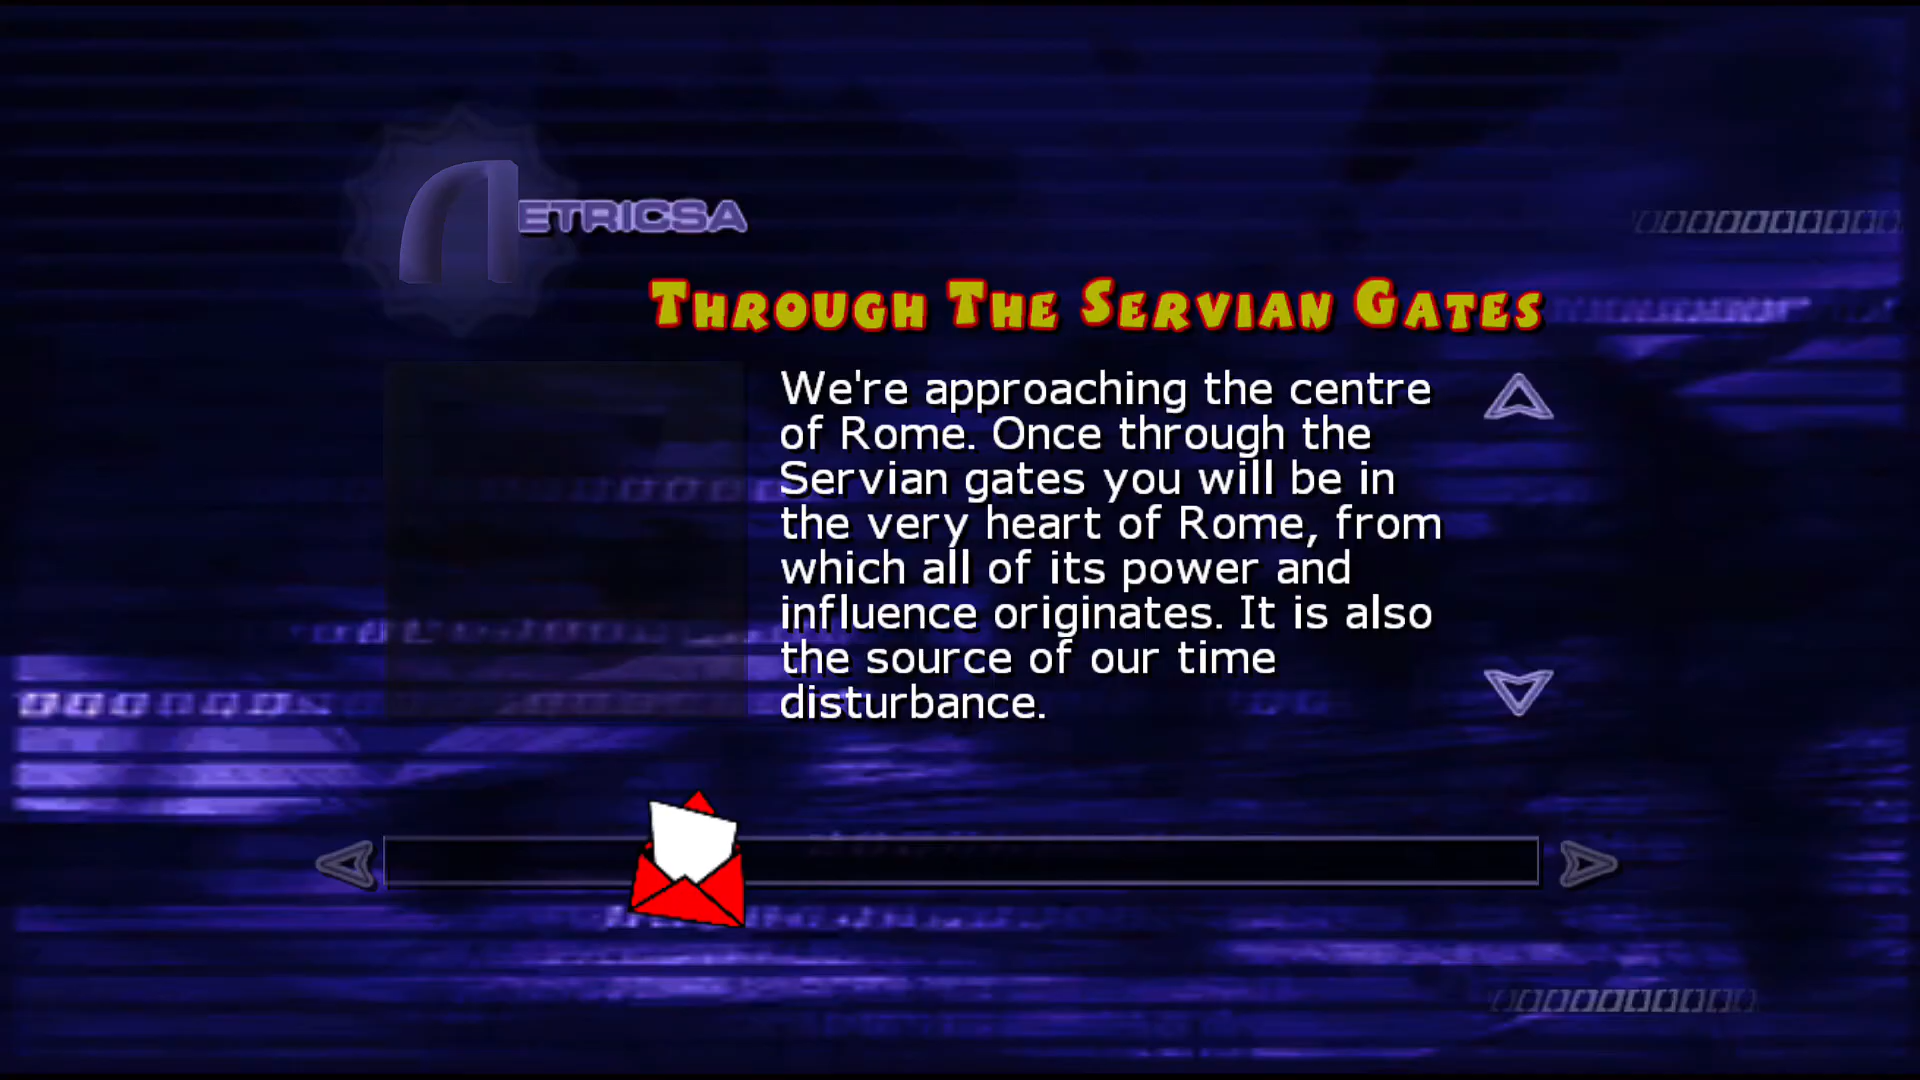 ETRICSA
Through The Servian Gates
We're approaching the centre
of Rome. Once through the
Servian gates you will be in
the very heart of Rome, from
which all of its power and
influence originates. It is also
the source of our time
disturbance.